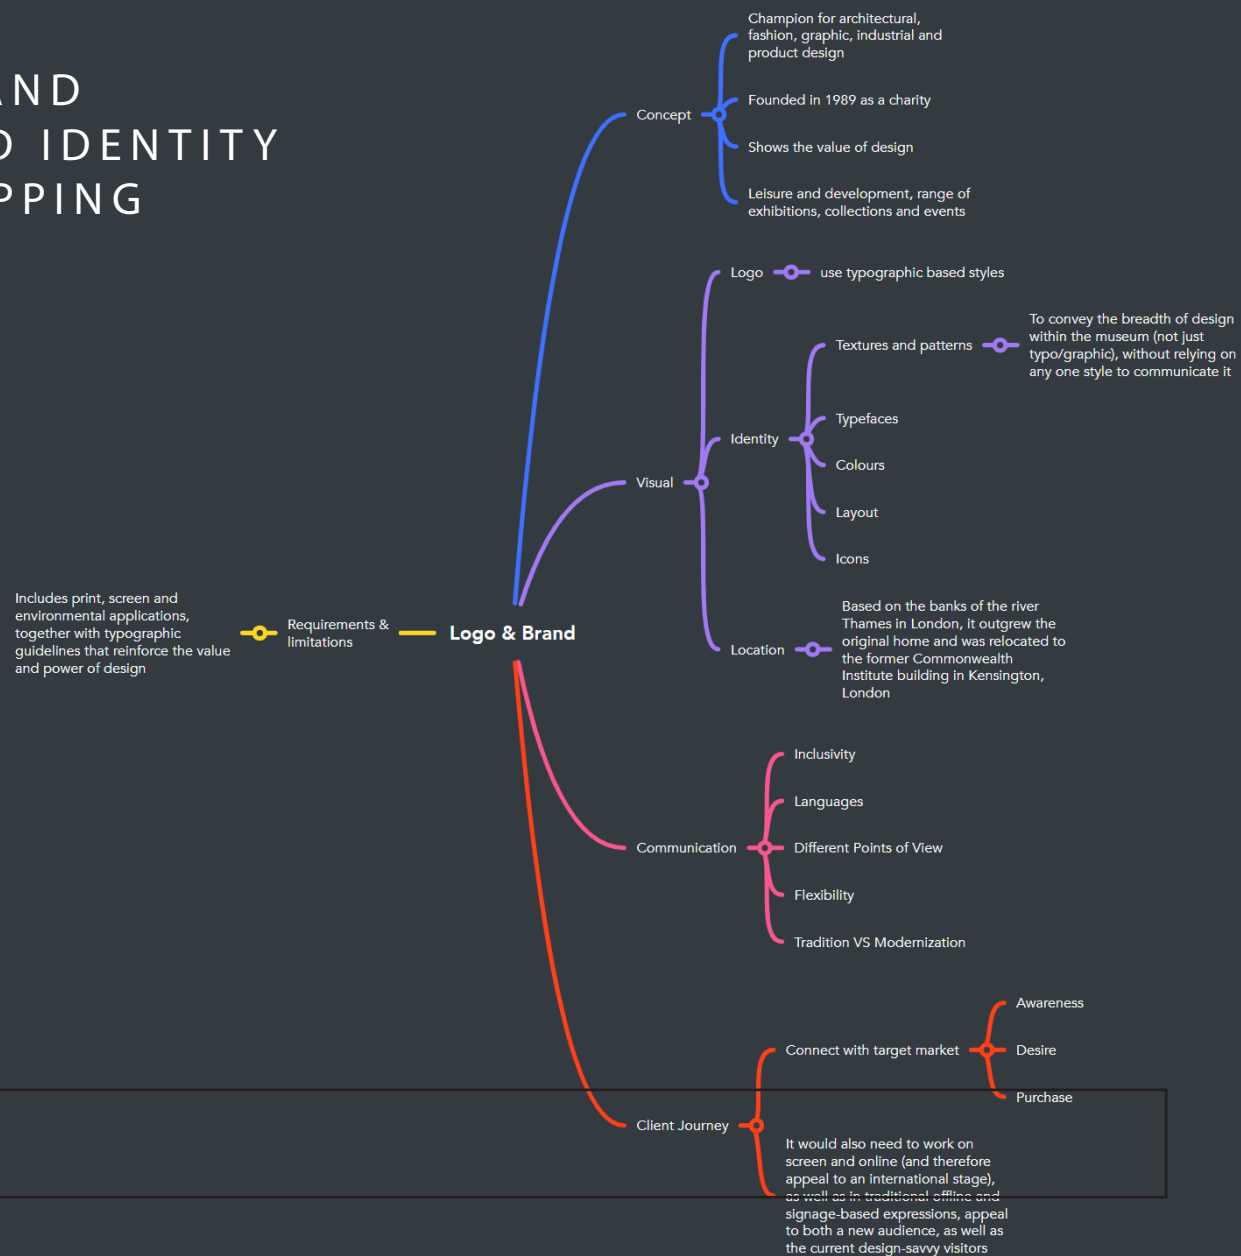 AND
D IDENTITY
PPING
Champion for architectural,
fashion, graphic, industrial and
product design
Concept
Founded in 1989 as a charity
Shows the value of design
Leisure and development, range of
exhibitions, collections and events
Logo
use typographic based styles
To convey the breadth of design
within the museum (not just
typo/graphic), without relying on
any one style to communicate it
Textures and patterns
Typefaces
Identity
Colours
Visual
Layout
Icons
Includes print, screen and
environmental applications,
together with typographic
guidelines that reinforce the value
and power of design
Requirements &
limitations
Logo & Brand
Based on the banks of the river
Thames in London, it outgrew the
original home and was relocated to
the former Commonwealth
Institute building in Kensington,
London
Location
Inclusivity
Languages
Communication
Different Points of View
Flexibility
Tradition VS Modernization
Awareness
Connect with target market
Desire
Purchase
Client Journey
It would also need to work on
screen and online (and therefore
appeal to an international stage),
as well as in traditional offline and
signage-based expressions, appeal
to both a new audience, as well as
the current design-savvy visitors